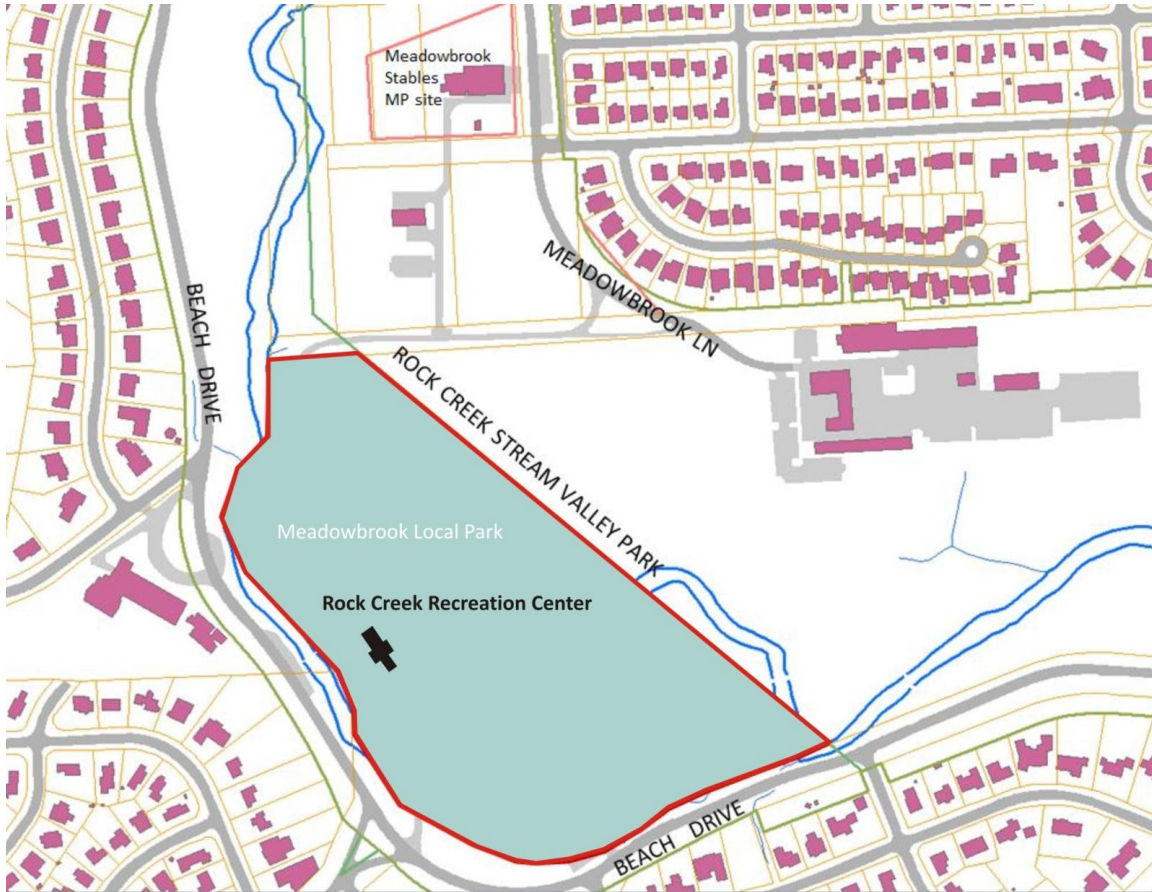 Meadowbrook
Stables
MP site
MEADOWBROOK LN
BEACH DRIVE
ROCK CREEK STREAM VALLEY PARK
Meadowbrook Local Park
Rock Creek Recreation Center
BEACH DRIVE